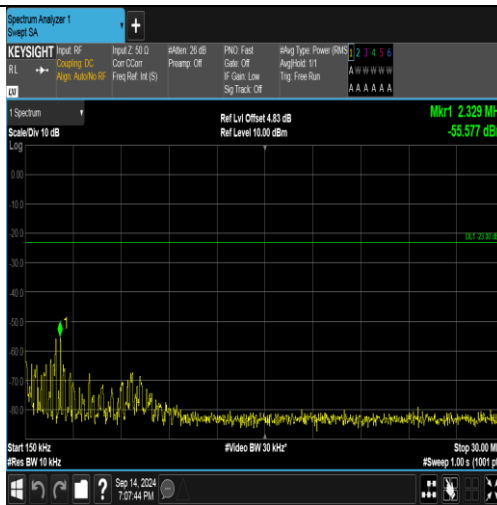 Spectrum Analyzer 1
Swept SA
KEYSIGHT Input: RF Input Z: 50 Ω #Atten: 26 dB PNO: Fast #Avg Type: Power (RMS 1 2 3 4 5 6
RL Coupling: DC Corr CCorr Preamp: Off Gate: Off Avg|Hold: 1/1 A W W W W W
Align: Auto/No RF Freq Ref: Int (S) IF Gain: Low Trig: Free Run
Sig Track: Off A A A A A A
LXI
1 Spectrum Ref Lvl Offset 4.83 dB Mkr1 2.329 MH
Scale/Div 10 dB Ref Level 10.00 dBm -55.577 dB
Log
0.00
-10.0
-20.0
DL1 -23.00 dB
-30.0
-40.0
-50.0
1
-60.0
-70.0
-80.0
Start 150 kHz #Video BW 30 kHz* Stop 30.00 M
#Res BW 10 kHz #Sweep 1.00 s (1001 pt
Sep 14, 2024
7:07:44 PM